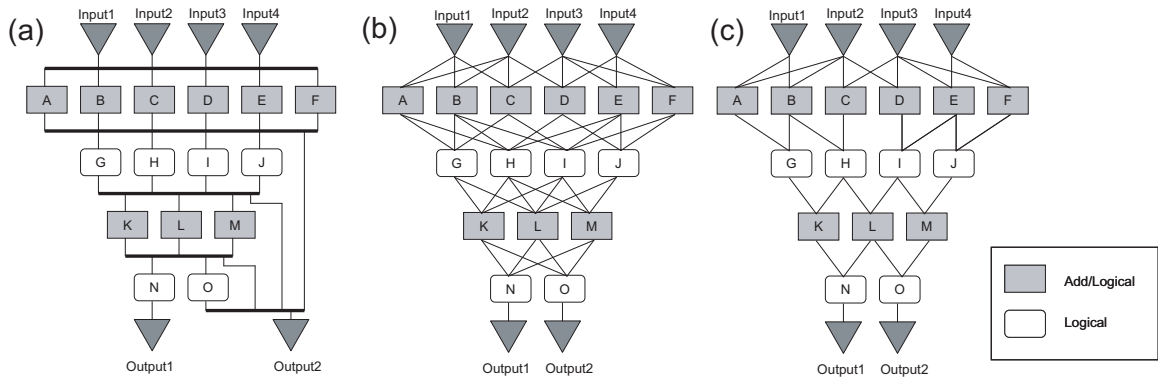 (a) Input1 Input2 Input3 Input4
A B C D E F
G H I J
K L M
N O
Output1 Output2
(b) Input1 Input2 Input3 Input4
A B C D E F
G H I J
K L M
N O
Output1 Output2
(c) Input1 Input2 Input3 Input4
A B C D E F
G H I J
K L M
N O
Output1 Output2
Add/Logical
Logical